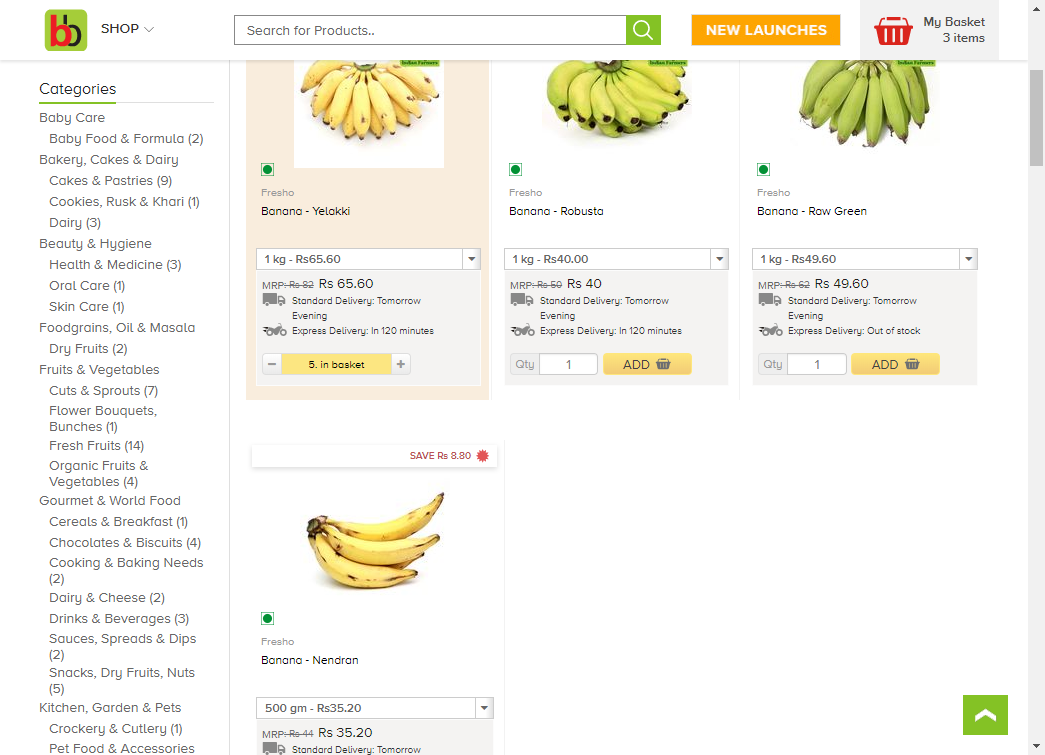 bb
SHOP
Search for Products..
NEW LAUNCHES
My Basket
3 items
Categories
Baby Care
Baby Food & Formula (2)
Bakery, Cakes & Dairy
Cakes & Pastries (9)
Cookies, Rusk & Khari (1)
Dairy (3)
Beauty & Hygiene
Health & Medicine (3)
Oral Care (1)
Skin Care (1)
Foodgrains, Oil & Masala
Dry Fruits (2)
Fruits & Vegetables
Cuts & Sprouts (7)
Flower Bouquets,
Bunches (1)
Fresh Fruits (14)
Organic Fruits &
Vegetables (4)
Gourmet & World Food
Cereals & Breakfast (1)
Chocolates & Biscuits (4)
Cooking & Baking Needs
(2)
Dairy & Cheese (2)
Drinks & Beverages (3)
Sauces, Spreads & Dips
(2)
Snacks, Dry Fruits, Nuts
(5)
Kitchen, Garden & Pets
Crockery & Cutlery (1)
Pet Food & Accessories
Indian Farmers
Fresho
Banana - Yelakki
1 kg - Rs65.60
MRP: Rs 82 Rs 65.60
Standard Delivery: Tomorrow
Evening
Express Delivery: In 120 minutes
− 5. in basket +
Indian Farmers
Fresho
Banana - Robusta
1 kg - Rs40.00
MRP: Rs 50 Rs 40
Standard Delivery: Tomorrow
Evening
Express Delivery: In 120 minutes
Qty 1 ADD
Indian Farmers
Fresho
Banana - Raw Green
1 kg - Rs49.60
MRP: Rs 62 Rs 49.60
Standard Delivery: Tomorrow
Evening
Express Delivery: Out of stock
Qty 1 ADD
SAVE Rs 8.80
Fresho
Banana - Nendran
500 gm - Rs35.20
MRP: Rs 44 Rs 35.20
Standard Delivery: Tomorrow